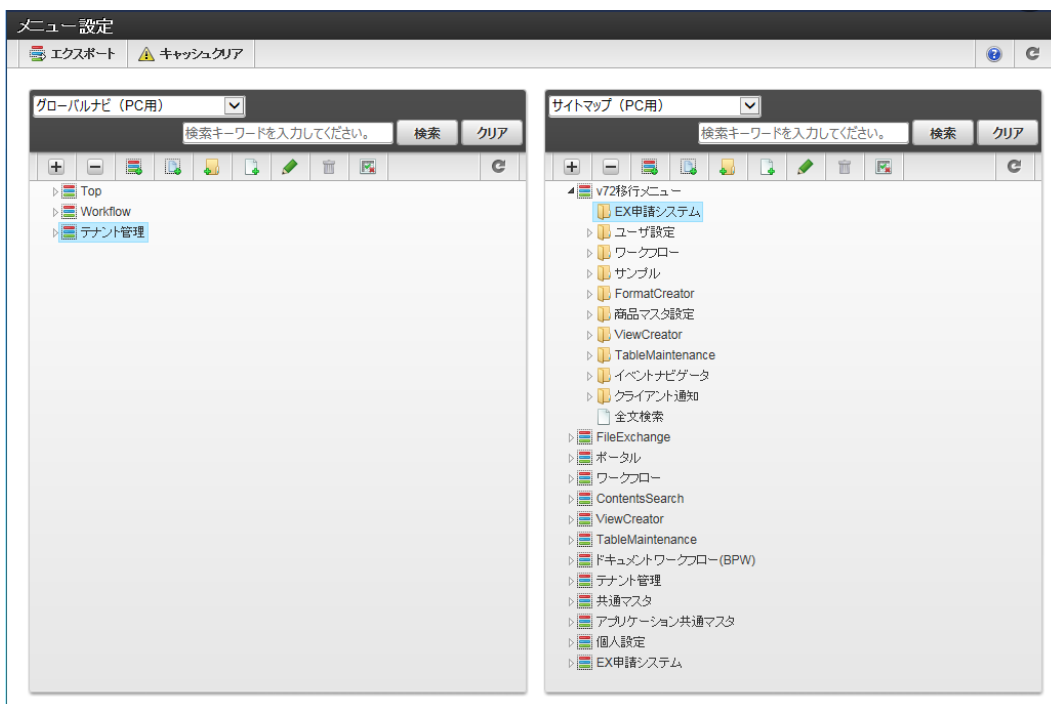 メニュー設定
エクスポート キャッシュクリア
グローバルナビ（PC用）
検索キーワードを入力してください。 検索 クリア
Top
Workflow
テナント管理
サイトマップ（PC用）
検索キーワードを入力してください。 検索 クリア
v72移行メニュー
EX申請システム
ユーザ設定
ワークフロー
サンプル
FormatCreator
商品マスタ設定
ViewCreator
TableMaintenance
イベントナビゲータ
クライアント通知
全文検索
FileExchange
ポータル
ワークフロー
ContentsSearch
ViewCreator
TableMaintenance
ドキュメントワークフロー(BPW)
テナント管理
共通マスタ
アプリケーション共通マスタ
個人設定
EX申請システム